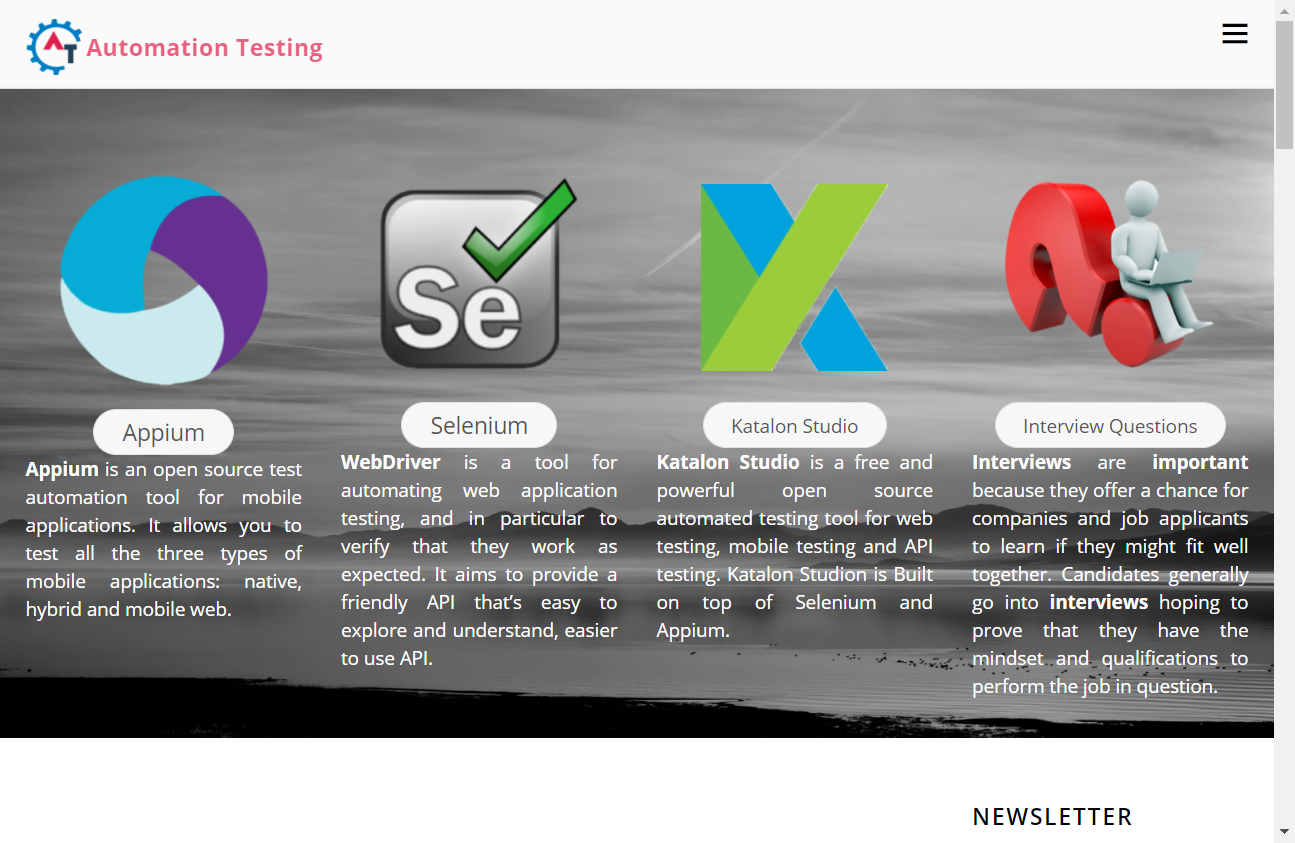 AT Automation Testing
Se
Appium
Appium is an open source test
automation tool for mobile
applications. It allows you to
test all the three types of
mobile applications: native,
hybrid and mobile web.
Selenium
WebDriver is a tool for
automating web application
testing, and in particular to
verify that they work as
expected. It aims to provide a
friendly API that’s easy to
explore and understand, easier
to use API.
Katalon Studio
Katalon Studio is a free and
powerful open source
automated testing tool for web
testing, mobile testing and API
testing. Katalon Studion is Built
on top of Selenium and
Appium.
Interview Questions
Interviews are important
because they offer a chance for
companies and job applicants
to learn if they might fit well
together. Candidates generally
go into interviews hoping to
prove that they have the
mindset and qualifications to
perform the job in question.
NEWSLETTER